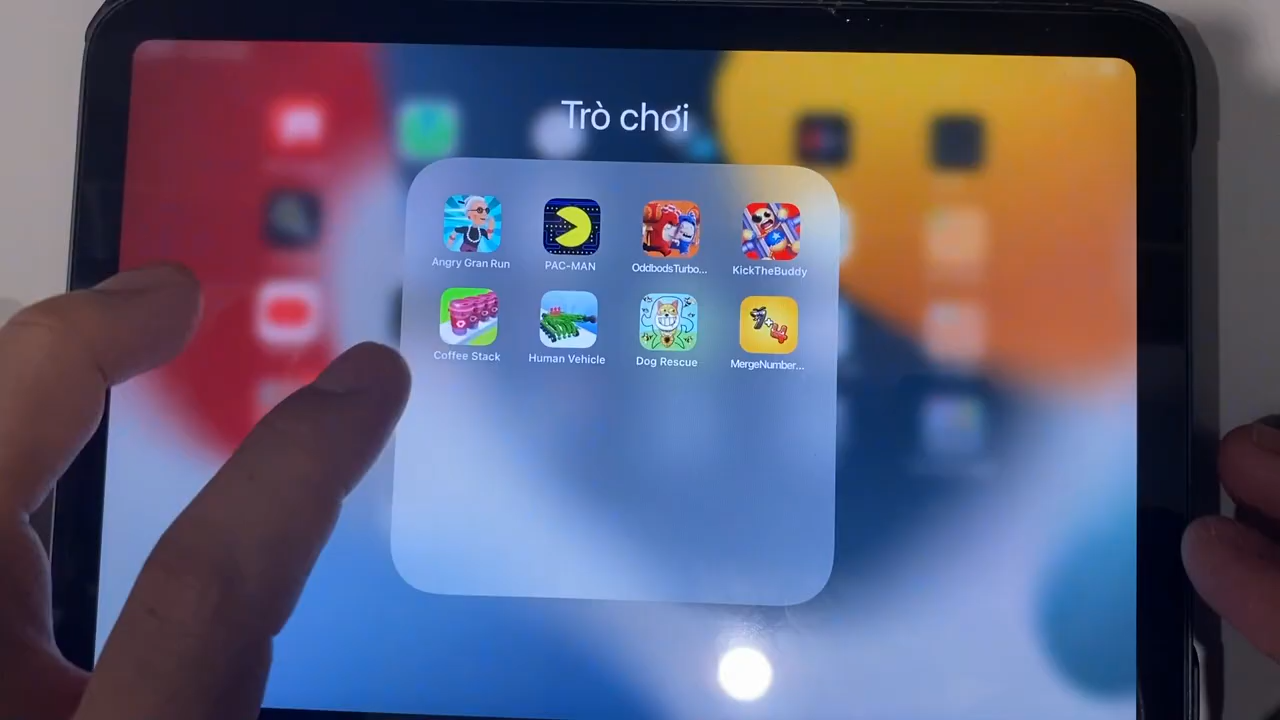 Trò chơi
Angry Gran Run
PAC-MAN
OddbodsTurbo...
KickTheBuddy
Coffee Stack
Human Vehicle
Dog Rescue
MergeNumber...